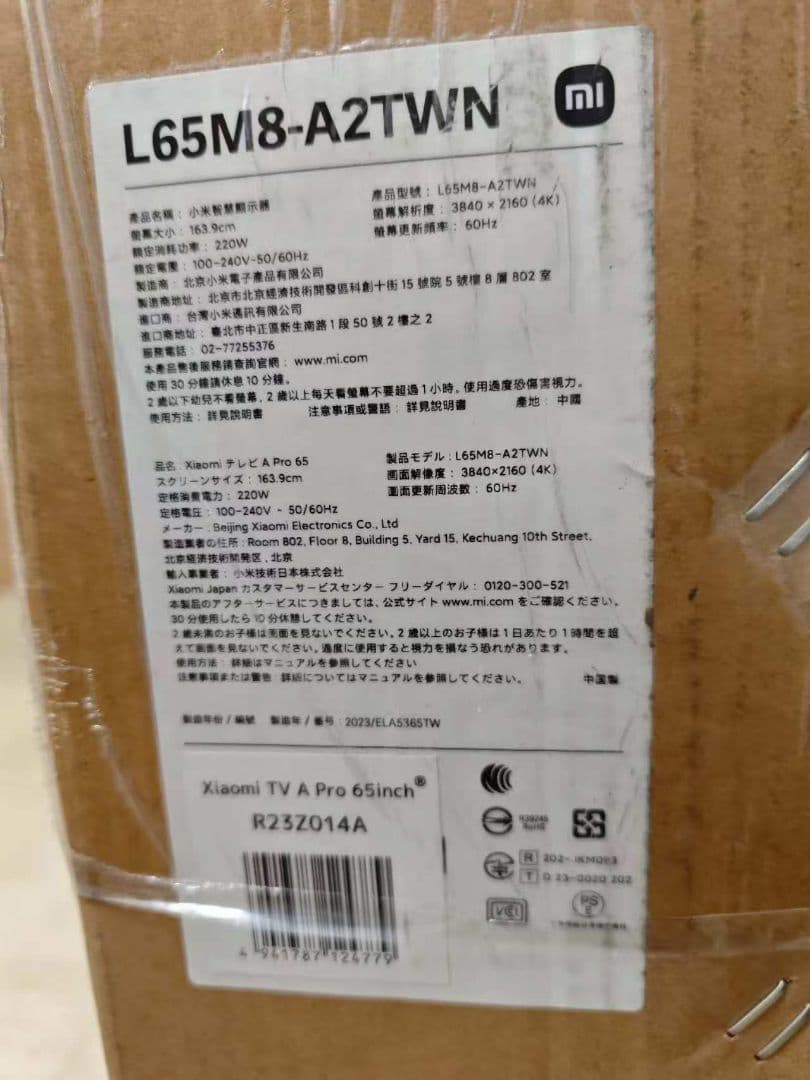 L65M8-A2TWN
mi
產品名稱：小米智慧顯示器
產品型號：L65M8-A2TWN
螢幕大小：163.9cm
螢幕解析度：3840 × 2160 (4K)
額定消耗功率：220W
螢幕更新頻率：60Hz
額定電壓：100-240V~50/60Hz
製造商：北京小米電子產品有限公司
製造商地址：北京市北京經濟技術開發區科創十街 15 號院 5 號樓 8 層 802 室
進口商：台灣小米通訊有限公司
進口商地址：臺北市中正區新生南路 1 段 50 號 2 樓之 2
服務電話：02-77255376
本產品售後服務請查詢官網：www.mi.com
使用 30 分鐘請休息 10 分鐘。
2 歲以下幼兒不看螢幕，2 歲以上每天看螢幕不要超過 1 小時。使用過度恐傷害視力。
使用方法：詳見說明書
注意事項或警語：詳見說明書
產地：中國
品名：Xiaomi テレビ A Pro 65
製品モデル：L65M8-A2TWN
スクリーンサイズ：163.9cm
画面解像度：3840×2160 (4K)
定格消費電力：220W
画面更新周波数：60Hz
定格電圧：100-240V ~ 50/60Hz
メーカー：Beijing Xiaomi Electronics Co., Ltd
製造業者の住所：Room 802, Floor 8, Building 5, Yard 15, Kechuang 10th Street,
北京経済技術開発区，北京
輸入事業者：小米技術日本株式会社
Xiaomi Japan カスタマーサービスセンター フリーダイヤル：0120-300-521
本製品のアフターサービスにつきましては、公式サイト www.mi.com をご確認ください。
30 分使用したら 10 分休憩してください。
2 歳未満のお子様は画面を見ないでください。2 歳以上のお子様は 1 日あたり 1 時間を超
えて画面を見ないでください。過度に使用すると視力を損なう恐れがあります。
使用方法：詳細はマニュアルを参照してください
注意事項または警告：詳細についてはマニュアルを参照してください。
中国製
製造年份 / 編號 製造年 / 番号：2023/ELA5365TW
Xiaomi TV A Pro 65inch®
R23Z014A
4 941787 124779
RoHS
R 202-
T D 23-0020 202
VCI
PS
E